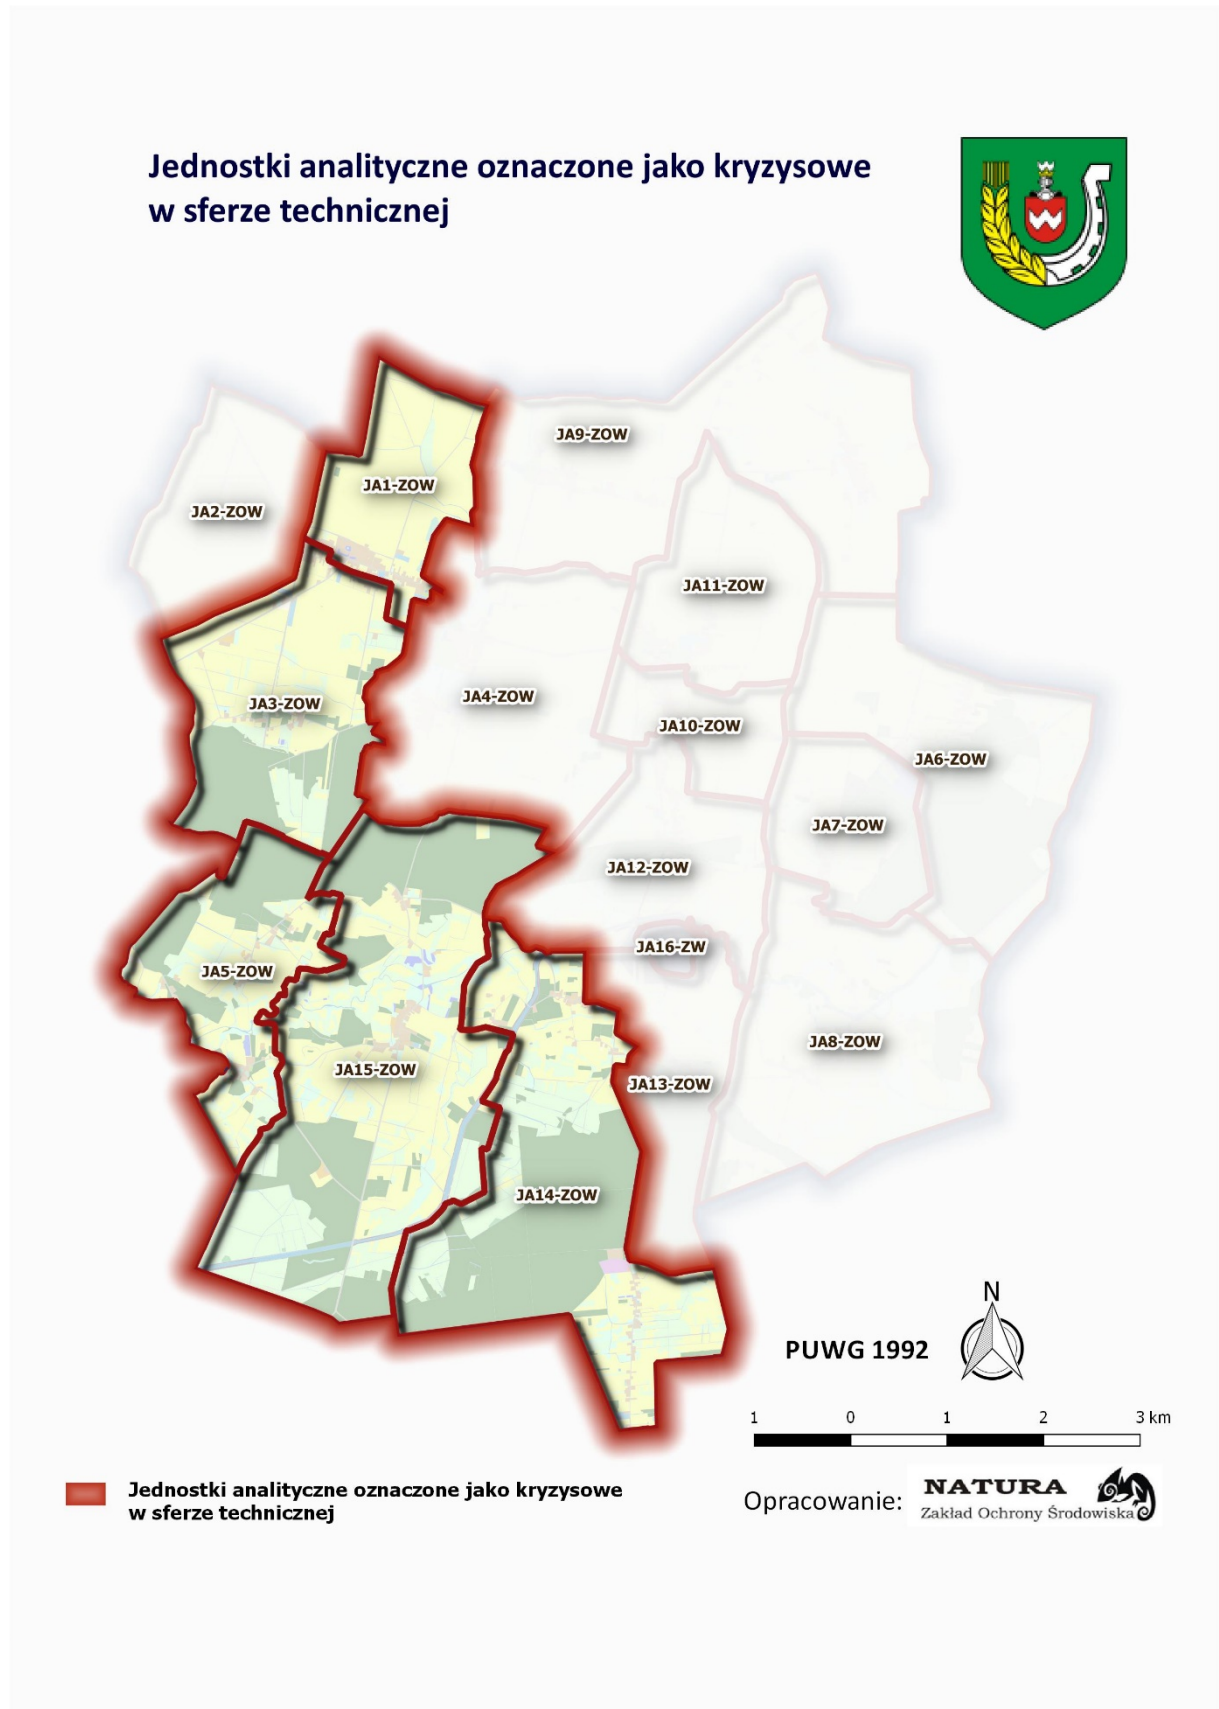 Jednostki analityczne oznaczone jako kryzysowe
w sferze technicznej
JA9-ZOW
JA1-ZOW
JA2-ZOW
JA11-ZOW
JA4-ZOW
JA3-ZOW
JA10-ZOW
JA6-ZOW
JA7-ZOW
JA12-ZOW
JA16-ZW
JA5-ZOW
JA8-ZOW
JA15-ZOW
JA13-ZOW
JA14-ZOW
N
PUWG 1992
1 0 1 2 3 km
Jednostki analityczne oznaczone jako kryzysowe
w sferze technicznej
Opracowanie:
NATURA
Zakład Ochrony Środowiska